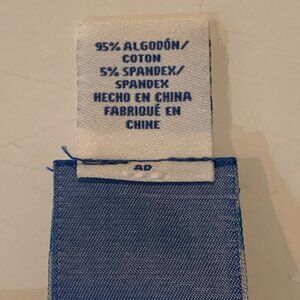 95% ALGODÓN/
COTON
5% SPANDEX/
SPANDEX
HECHO EN CHINA
FABRIQUÉ EN
CHINE
AD